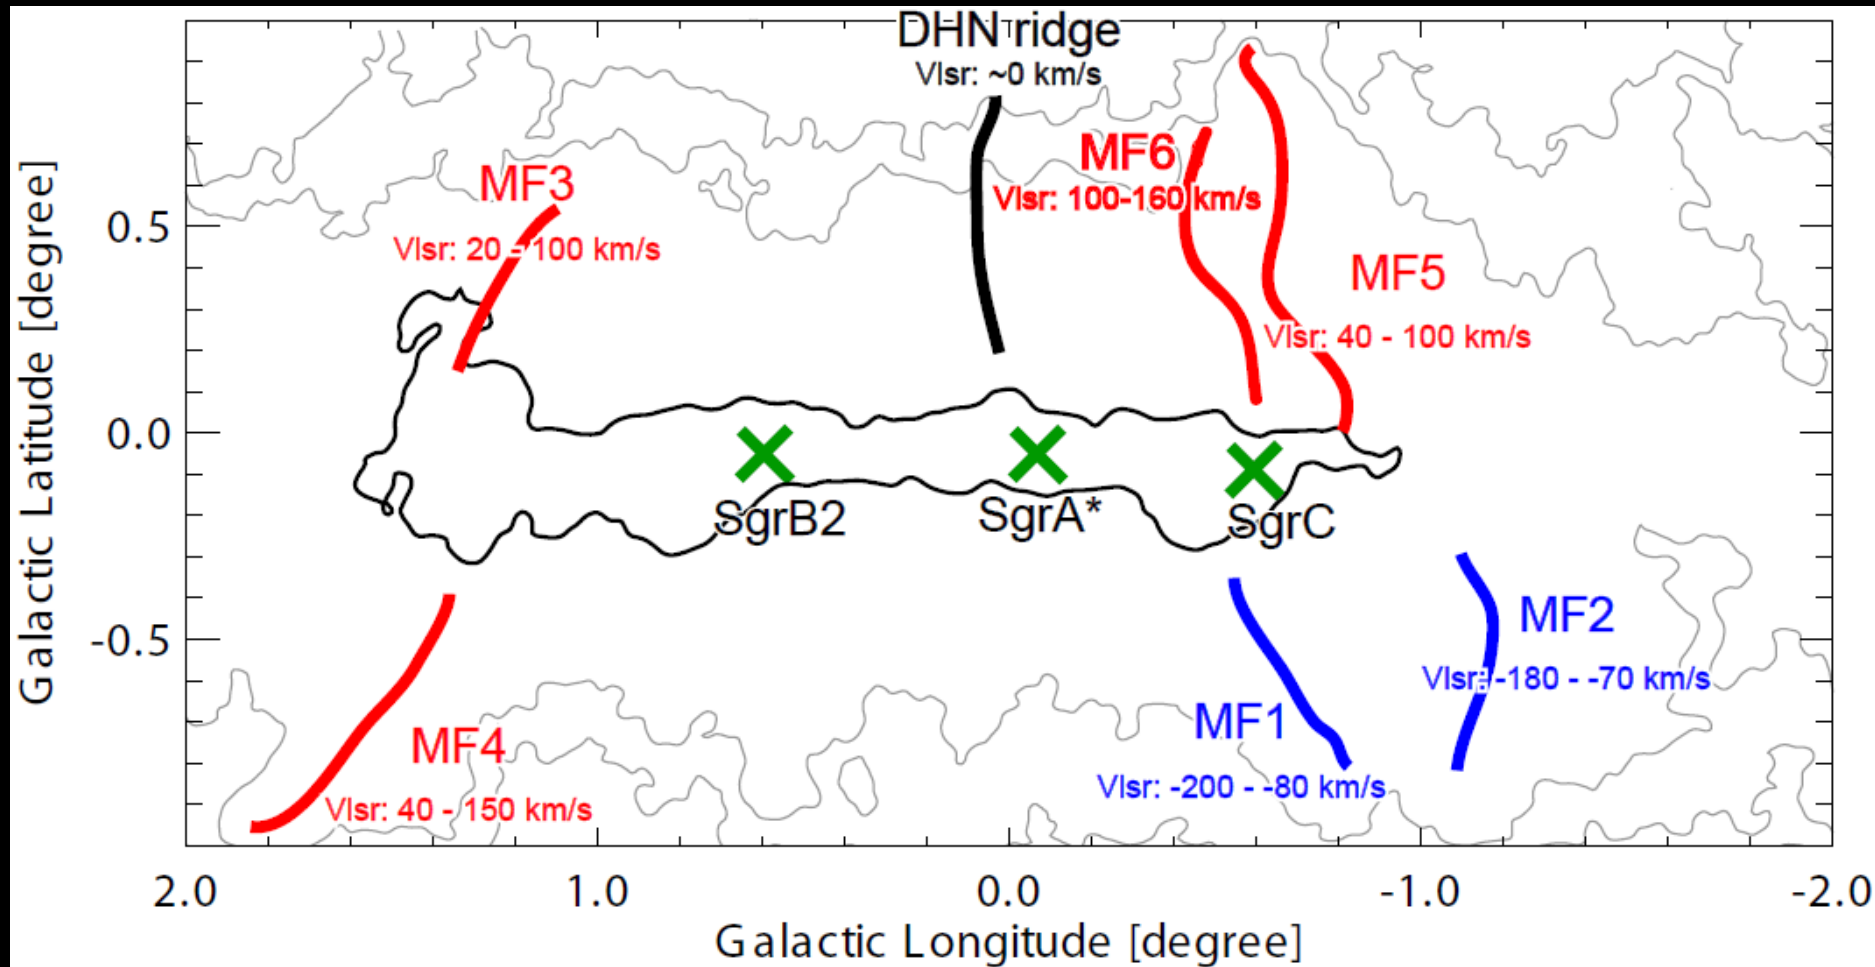 DHN ridge
Vlsr: ~0 km/s
MF6
Vlsr: 100-160 km/s
MF3
Vlsr: 20 - 100 km/s
MF5
Vlsr: 40 - 100 km/s
SgrB2
SgrA*
SgrC
MF2
Vlsr: -180 - -70 km/s
MF1
Vlsr: -200 - -80 km/s
MF4
Vlsr: 40 - 150 km/s
0.5
0.0
-0.5
Galactic Latitude [degree]
2.0 1.0 0.0 -1.0 -2.0
Galactic Longitude [degree]